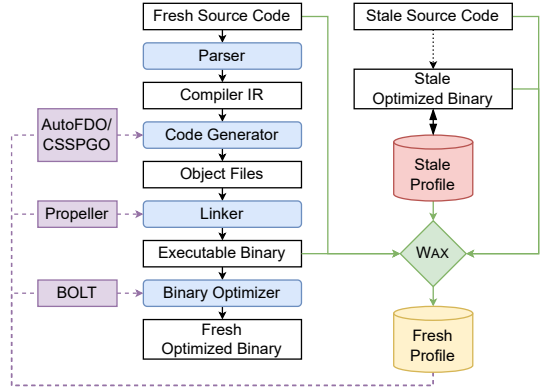 Fresh Source Code
Parser
Compiler IR
AutoFDO/
CSSPGO
Code Generator
Object Files
Propeller
Linker
Executable Binary
BOLT
Binary Optimizer
Fresh
Optimized Binary
Stale Source Code
Stale
Optimized Binary
Stale
Profile
WAX
Fresh
Profile